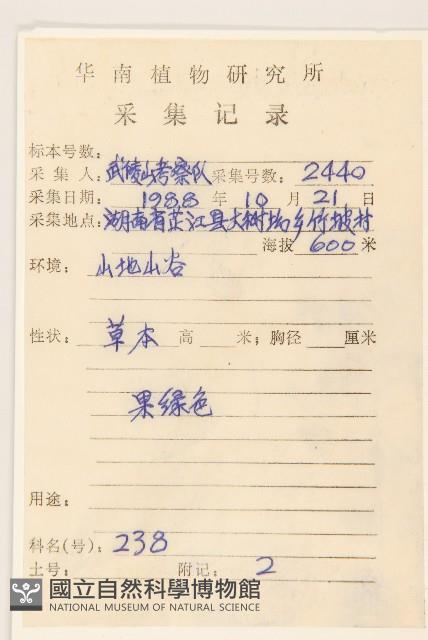 华南植物研究所
采集记录
标本号数：
采集人：武陵山考察队 采集号数：2440
采集日期：1988年10月21日
采集地点：湖南省芷江县大树坳乡竹坡村
海拔 600 米
环境：山地山谷
性状：草本 高 米；胸径 厘米
果绿色
用途：
科名(号)：238
土号： 附记：2
國立自然科學博物館
NATIONAL MUSEUM OF NATURAL SCIENCE